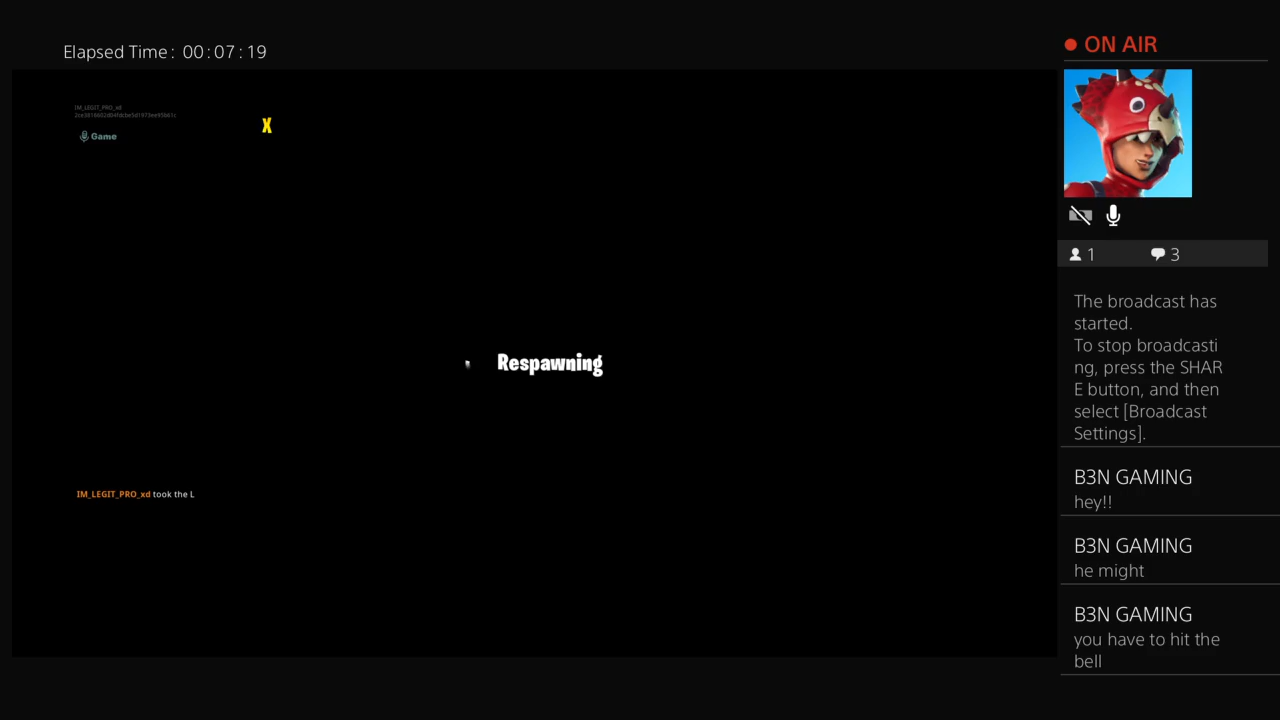 Elapsed Time: 00:07:19
ON AIR
IM_LEGIT_PRO_xd
Game
X
1
3
Respawning
IM_LEGIT_PRO_xd took the L
The broadcast has
started.
To stop broadcasti
ng, press the SHAR
E button, and then
select [Broadcast
Settings].
B3N GAMING
hey!!
B3N GAMING
he might
B3N GAMING
you have to hit the
bell